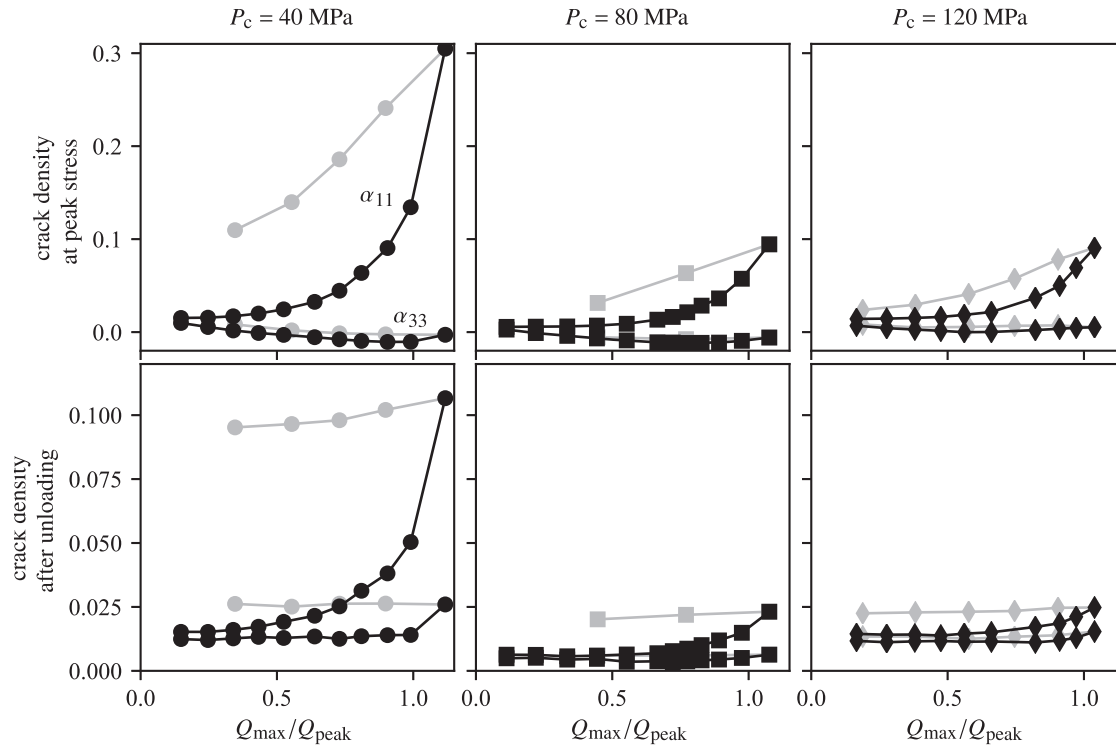 P_c = 40 MPa
P_c = 80 MPa
P_c = 120 MPa
crack density
at peak stress
0.3
0.2
0.1
0.0
α_11
α_33
crack density
after unloading
0.100
0.075
0.050
0.025
0.000
0.0 0.5 1.0
0.0 0.5 1.0
0.0 0.5 1.0
Q_max/Q_peak
Q_max/Q_peak
Q_max/Q_peak